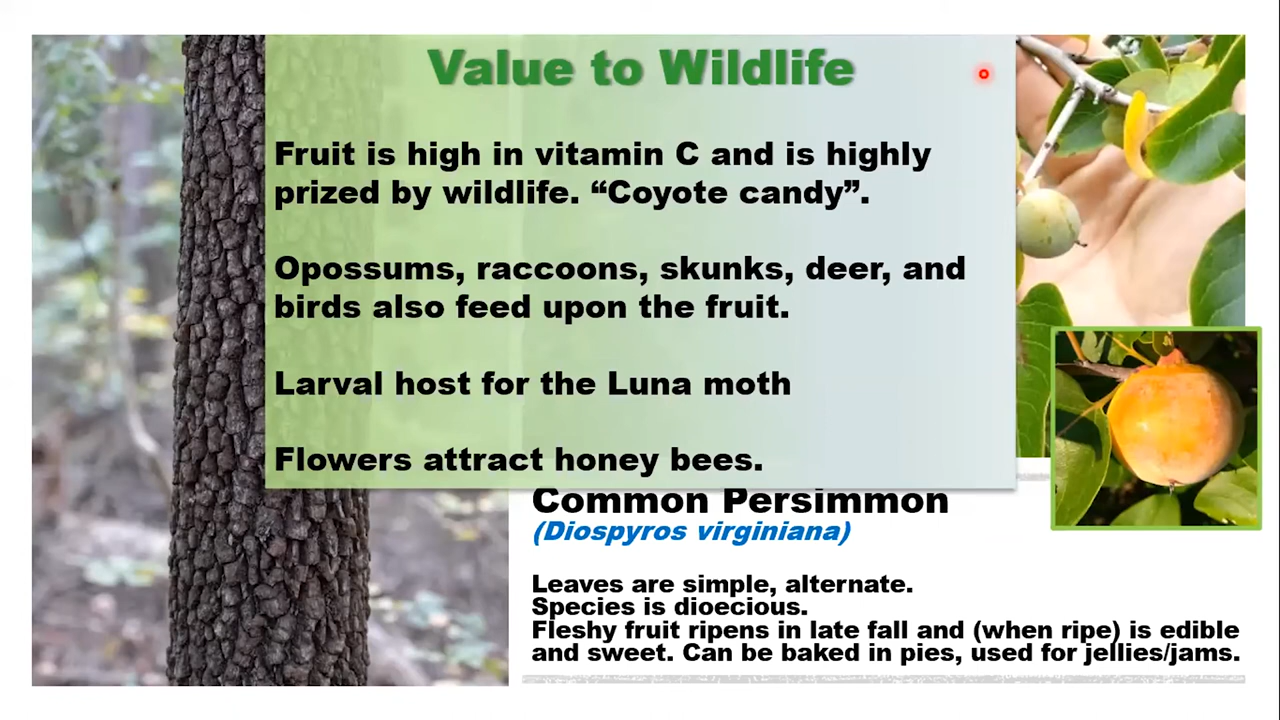 Value to Wildlife
Fruit is high in vitamin C and is highly
prized by wildlife. “Coyote candy”.
Opossums, raccoons, skunks, deer, and
birds also feed upon the fruit.
Larval host for the Luna moth
Flowers attract honey bees.
Common Persimmon
(Diospyros virginiana)
Leaves are simple, alternate.
Species is dioecious.
Fleshy fruit ripens in late fall and (when ripe) is edible
and sweet. Can be baked in pies, used for jellies/jams.